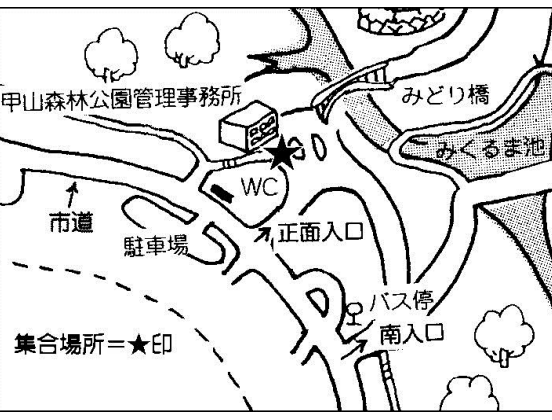 甲山森林公園管理事務所
みどり橋
みくるま池
WC
市道
正面入口
駐車場
バス停
南入口
集合場所=★印